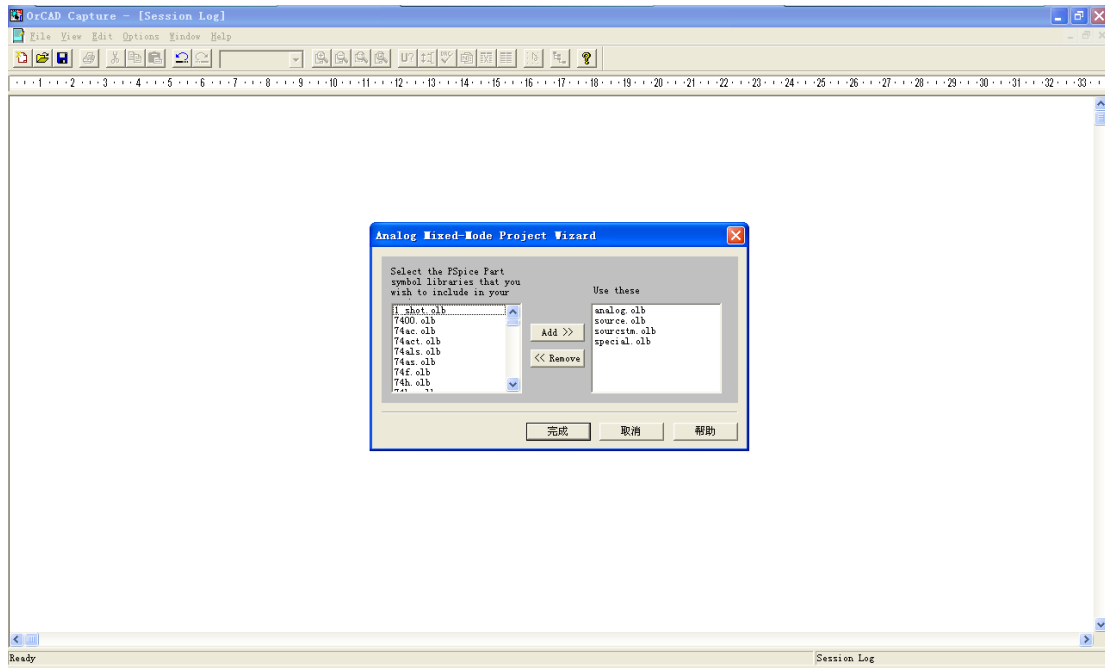 OrCAD Capture - [Session Log]
File View Edit Options Window Help
U?
1 2 3 4 5 6 7 8 9 10 11 12 13 14 15 16 17 18 19 20 21 22 23 24 25 26 27 28 29 30 31 32 33
Analog Mixed-Mode Project Wizard
Select the PSpice Part
symbol libraries that you
wish to include in your
Use these
1_shot.olb
7400.olb
74ac.olb
74act.olb
74als.olb
74as.olb
74f.olb
74h.olb
Add >>
<< Remove
analog.olb
source.olb
sourcstm.olb
special.olb
完成 取消 帮助
Ready
Session Log